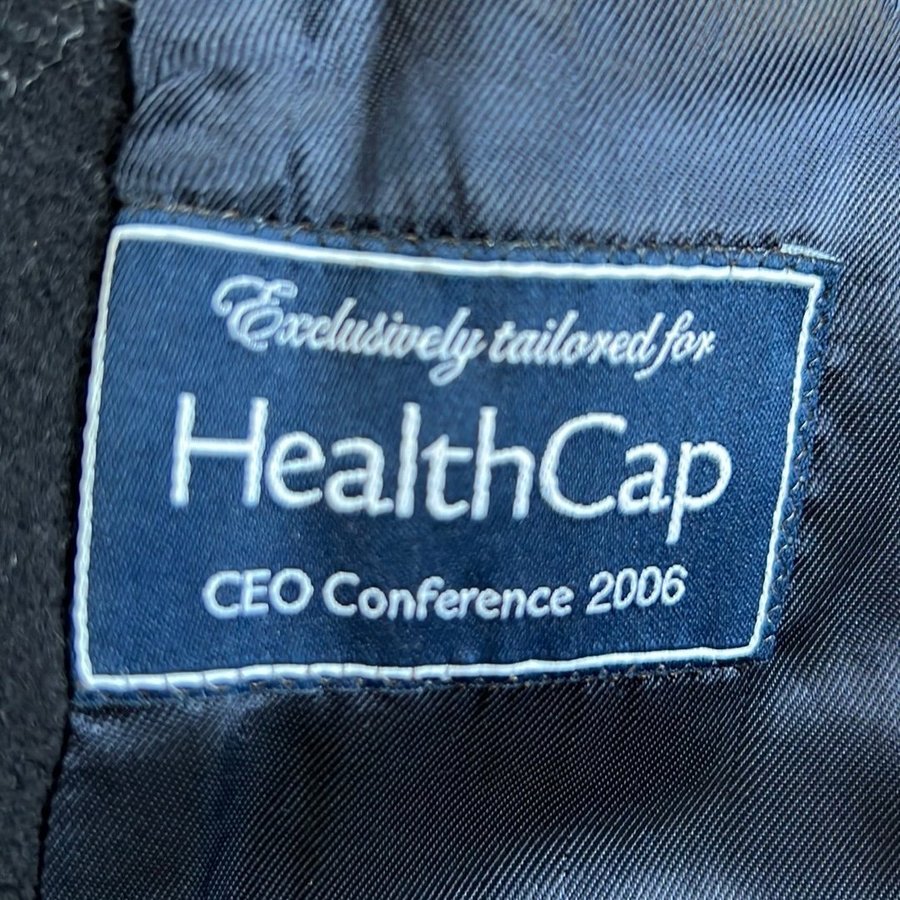 Exclusively tailored for
HealthCap
CEO Conference 2006